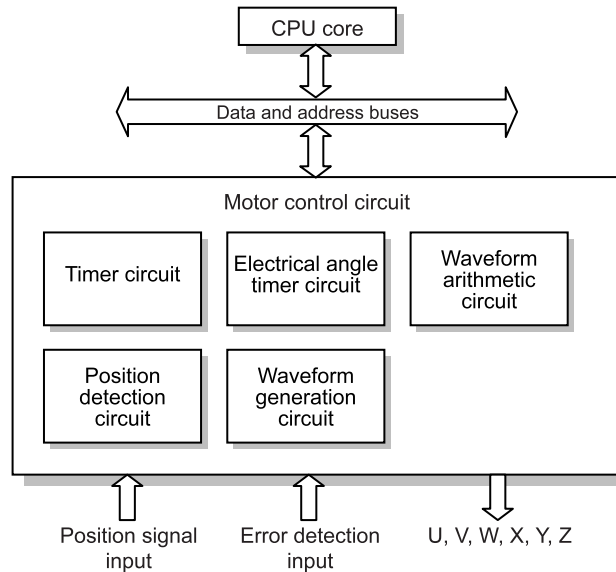 CPU core
Data and address buses
Motor control circuit
Timer circuit
Electrical angle
timer circuit
Waveform
arithmetic
circuit
Position
detection
circuit
Waveform
generation
circuit
Position signal
input
Error detection
input
U, V, W, X, Y, Z